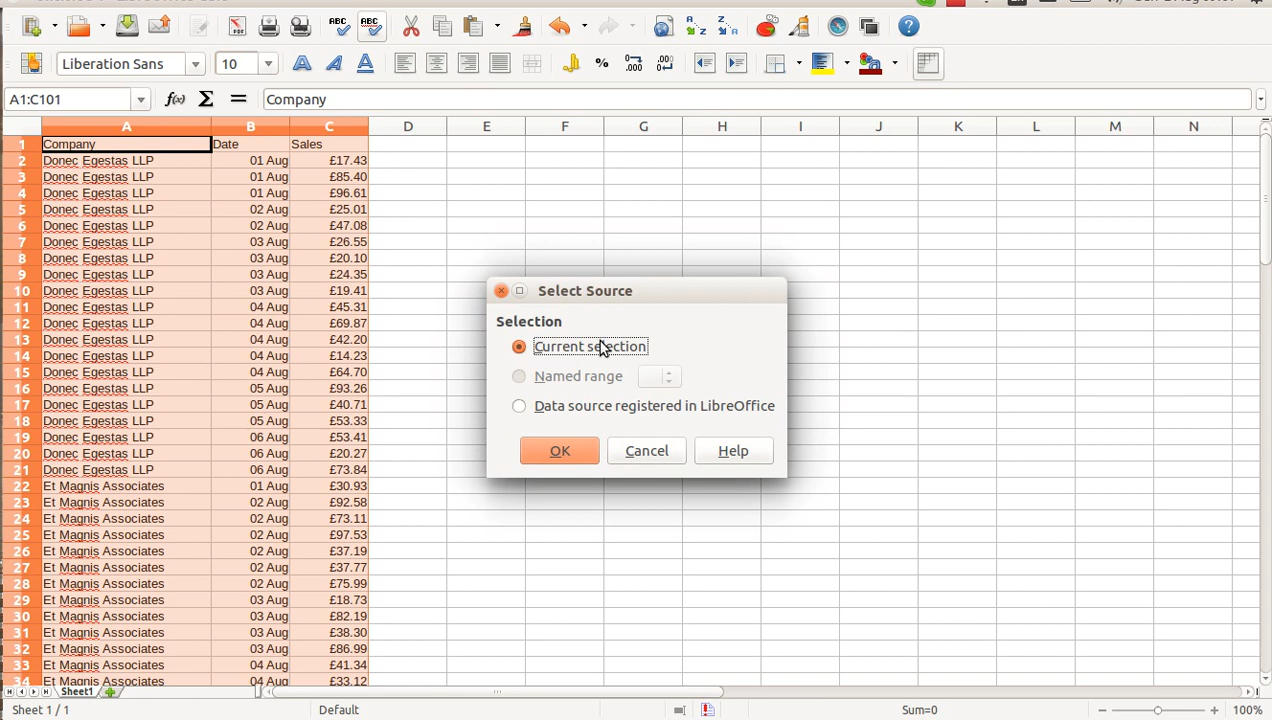 Liberation Sans 10
A1:C101 Company
A B C D E F G H I J K L M N
1 Company Date Sales
2 Donec Egestas LLP 01 Aug £17.43
3 Donec Egestas LLP 01 Aug £85.40
4 Donec Egestas LLP 01 Aug £96.61
5 Donec Egestas LLP 02 Aug £25.01
6 Donec Egestas LLP 02 Aug £47.08
7 Donec Egestas LLP 03 Aug £26.55
8 Donec Egestas LLP 03 Aug £20.10
9 Donec Egestas LLP 03 Aug £24.35
10 Donec Egestas LLP 03 Aug £19.41
11 Donec Egestas LLP 04 Aug £45.31
12 Donec Egestas LLP 04 Aug £69.87
13 Donec Egestas LLP 04 Aug £42.20
14 Donec Egestas LLP 04 Aug £14.23
15 Donec Egestas LLP 04 Aug £64.70
16 Donec Egestas LLP 05 Aug £93.26
17 Donec Egestas LLP 05 Aug £40.71
18 Donec Egestas LLP 05 Aug £53.33
19 Donec Egestas LLP 06 Aug £53.41
20 Donec Egestas LLP 06 Aug £20.27
21 Donec Egestas LLP 06 Aug £73.84
22 Et Magnis Associates 01 Aug £30.93
23 Et Magnis Associates 02 Aug £92.58
24 Et Magnis Associates 02 Aug £73.11
25 Et Magnis Associates 02 Aug £97.53
26 Et Magnis Associates 02 Aug £37.19
27 Et Magnis Associates 02 Aug £37.77
28 Et Magnis Associates 02 Aug £75.99
29 Et Magnis Associates 03 Aug £18.73
30 Et Magnis Associates 03 Aug £82.19
31 Et Magnis Associates 03 Aug £38.30
32 Et Magnis Associates 03 Aug £86.99
33 Et Magnis Associates 04 Aug £41.34
34 Et Magnis Associates 04 Aug £33.12
Select Source
Selection
Current selection
Named range
Data source registered in LibreOffice
OK Cancel Help
Sheet1
Sheet 1 / 1 Default Sum=0 100%